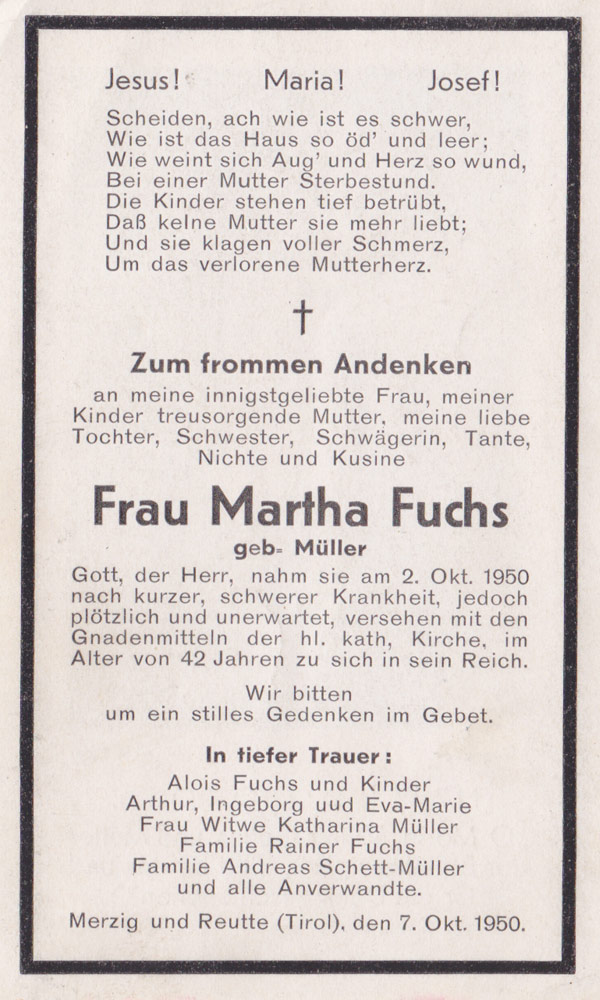 Jesus! Maria! Josef!
Scheiden, ach wie ist es schwer,
Wie ist das Haus so öd' und leer;
Wie weint sich Aug' und Herz so wund,
Bei einer Mutter Sterbestund.
Die Kinder stehen tief betrübt,
Daß kelne Mutter sie mehr liebt;
Und sie klagen voller Schmerz,
Um das verlorene Mutterherz.
†
Zum frommen Andenken
an meine innigstgeliebte Frau, meiner
Kinder treusorgende Mutter, meine liebe
Tochter, Schwester, Schwägerin, Tante,
Nichte und Kusine
Frau Martha Fuchs
geb= Müller
Gott, der Herr, nahm sie am 2. Okt. 1950
nach kurzer, schwerer Krankheit, jedoch
plötzlich und unerwartet, versehen mit den
Gnadenmitteln der hl. kath, Kirche, im
Alter von 42 Jahren zu sich in sein Reich.
Wir bitten
um ein stilles Gedenken im Gebet.
In tiefer Trauer:
Alois Fuchs und Kinder
Arthur, Ingeborg uud Eva-Marie
Frau Witwe Katharina Müller
Familie Rainer Fuchs
Familie Andreas Schett-Müller
und alle Anverwandte.
Merzig und Reutte (Tirol), den 7. Okt. 1950.